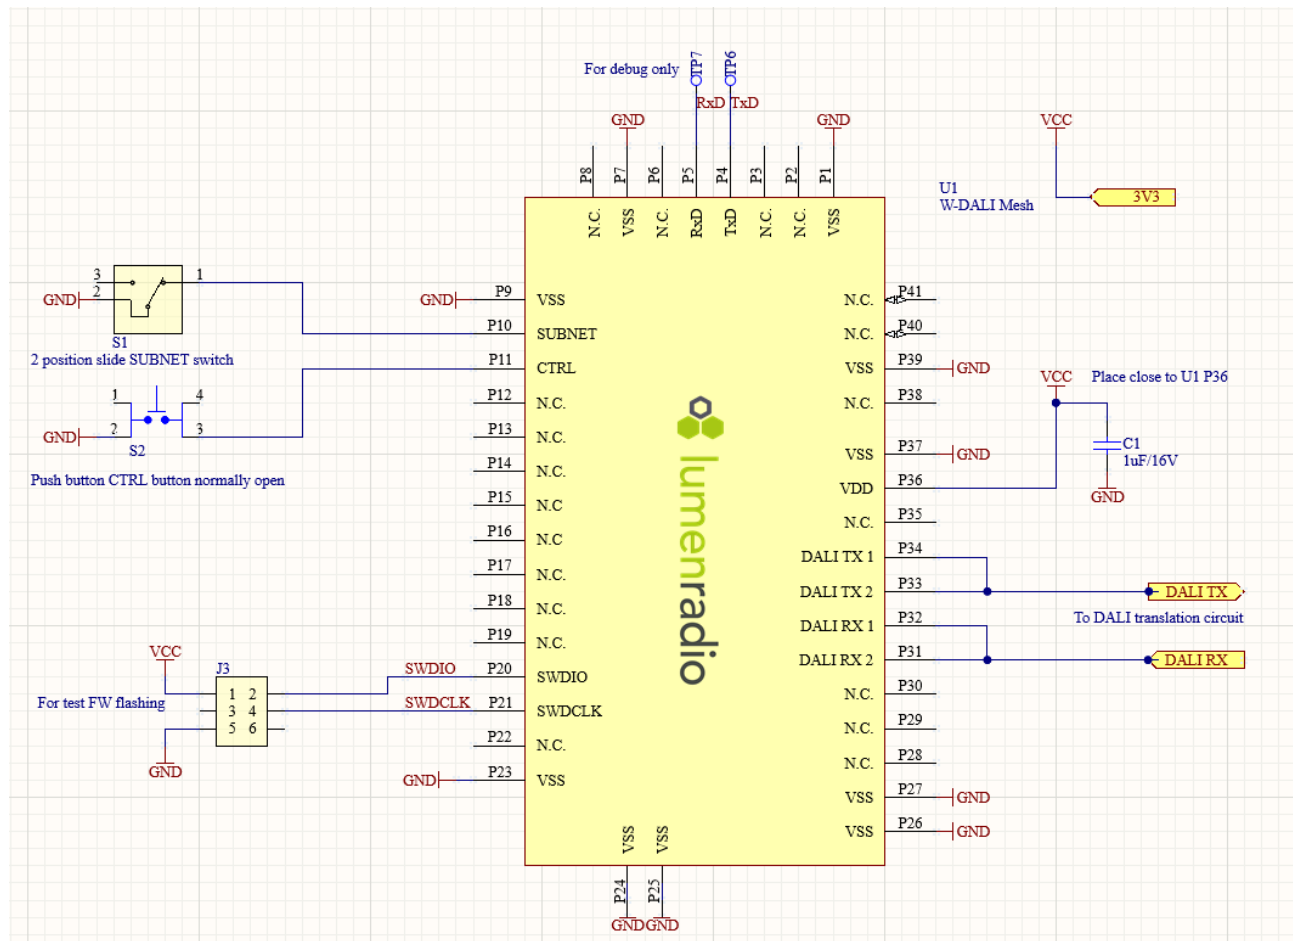 For debug only
TP7
TP6
RxD
TxD
GND
GND
VCC
P8
P7
P6
P5
P4
P3
P2
P1
3V3
U1
W-DALI Mesh
N.C.
VSS
N.C.
RxD
TxD
N.C.
N.C.
VSS
3
1
GND
2
S1
2 position slide SUBNET switch
1
4
GND
2
3
S2
Push button CTRL button normally open
GND
P9
VSS
P10
SUBNET
P11
CTRL
P12
N.C.
P13
N.C.
P14
N.C.
P15
N.C
P16
N.C
P17
N.C.
P18
N.C.
P19
N.C.
SWDIO
P20
SWDIO
SWDCLK
P21
SWDCLK
P22
N.C.
GND
P23
VSS
VCC
J3
For test FW flashing
1 2
3 4
5 6
GND
lumenradio
N.C.
P41
N.C.
P40
VSS
P39
GND
N.C.
P38
VSS
P37
GND
VDD
P36
N.C.
P35
DALI TX 1
P34
DALI TX 2
P33
DALI RX 1
P32
DALI RX 2
P31
N.C.
P30
N.C.
P29
N.C.
P28
VSS
P27
GND
VSS
P26
GND
VCC
Place close to U1 P36
C1
1uF/16V
GND
DALI TX
To DALI translation circuit
DALI RX
VSS
VSS
P24
P25
GND
GND